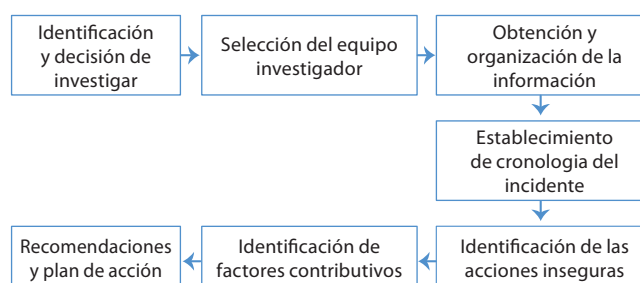 Identificación
y decisión de
investigar
Selección del equipo
investigador
Obtención y
organización de la
información
Establecimiento
de cronologia del
incidente
Identificación de las
acciones inseguras
Identificación de
factores contributivos
Recomendaciones
y plan de acción